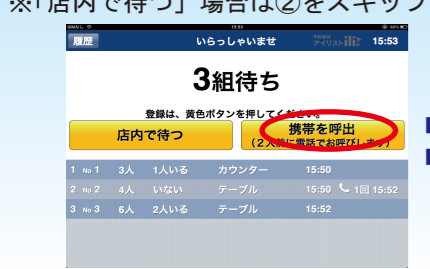 ※「店内で待つ」場合は②をスキップ
SIMなし 15:53 69%
履歴 いらっしゃいませ アイリスト 15:53
3組待ち
登録は、黄色ボタンを押してください。
店内で待つ
携帯を呼出
(2人前に電話でお呼びします)
1 No 1 3人 1人いる カウンター 15:50
2 No 2 4人 いない テーブル 15:50 1回 15:52
3 No 3 6人 2人いる テーブル 15:52